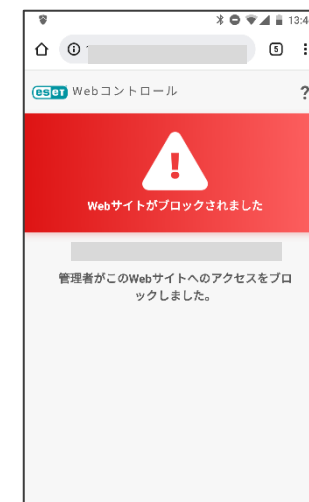 13:4
5
eseT Webコントロール ?
Webサイトがブロックされました
管理者がこのWebサイトへのアクセスをブロ
ックしました。